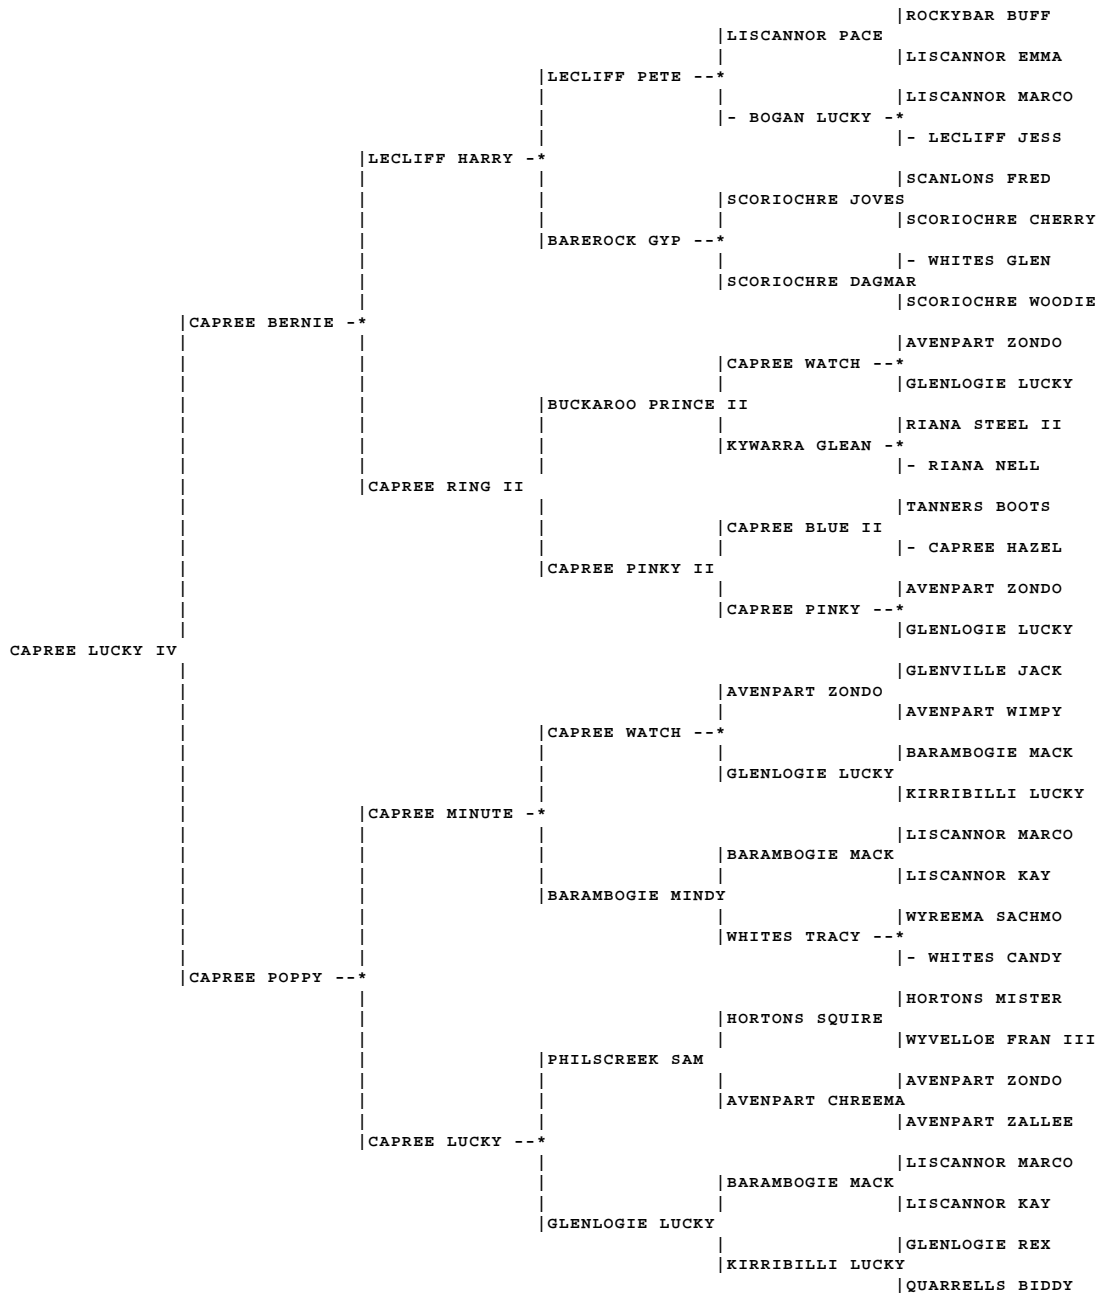 |ROCKYBAR BUFF
|LISCANNOR PACE
|LISCANNOR EMMA
|LECLIFF PETE --*
|LISCANNOR MARCO
|- BOGAN LUCKY -*
|- LECLIFF JESS
|LECLIFF HARRY -*
|SCANLONS FRED
|SCORIOCHRE JOVES
|SCORIOCHRE CHERRY
|BAREROCK GYP --*
|- WHITES GLEN
|SCORIOCHRE DAGMAR
|SCORIOCHRE WOODIE
|CAPREE BERNIE -*
|AVENPART ZONDO
|CAPREE WATCH --*
|GLENLOGIE LUCKY
|BUCKAROO PRINCE II
|RIANA STEEL II
|KYWARRA GLEAN -*
|- RIANA NELL
|CAPREE RING II
|TANNERS BOOTS
|CAPREE BLUE II
|- CAPREE HAZEL
|CAPREE PINKY II
|AVENPART ZONDO
|CAPREE PINKY --*
|GLENLOGIE LUCKY
CAPREE LUCKY IV
|GLENVILLE JACK
|AVENPART ZONDO
|AVENPART WIMPY
|CAPREE WATCH --*
|BARAMBOGIE MACK
|GLENLOGIE LUCKY
|KIRRIBILLI LUCKY
|CAPREE MINUTE -*
|LISCANNOR MARCO
|BARAMBOGIE MACK
|LISCANNOR KAY
|BARAMBOGIE MINDY
|WYREEMA SACHMO
|WHITES TRACY --*
|- WHITES CANDY
|CAPREE POPPY --*
|HORTONS MISTER
|HORTONS SQUIRE
|WYVELLOE FRAN III
|PHILSCREEK SAM
|AVENPART ZONDO
|AVENPART CHREEMA
|AVENPART ZALLEE
|CAPREE LUCKY --*
|LISCANNOR MARCO
|BARAMBOGIE MACK
|LISCANNOR KAY
|GLENLOGIE LUCKY
|GLENLOGIE REX
|KIRRIBILLI LUCKY
|QUARRELLS BIDDY